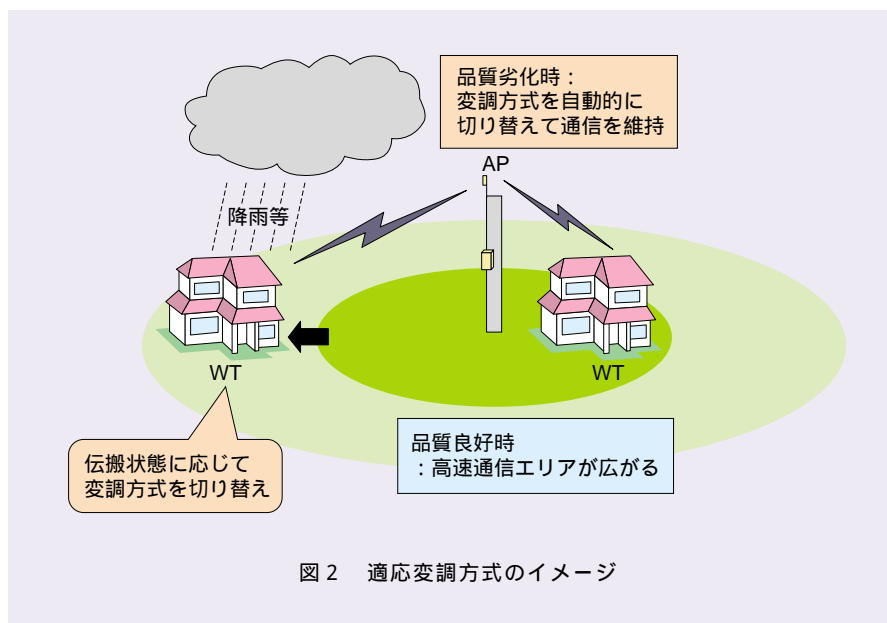 品質劣化時：
変調方式を自動的に
切り替えて通信を維持
AP
降雨等
WT
WT
伝搬状態に応じて
変調方式を切り替え
品質良好時
：高速通信エリアが広がる
図２　適応変調方式のイメージ